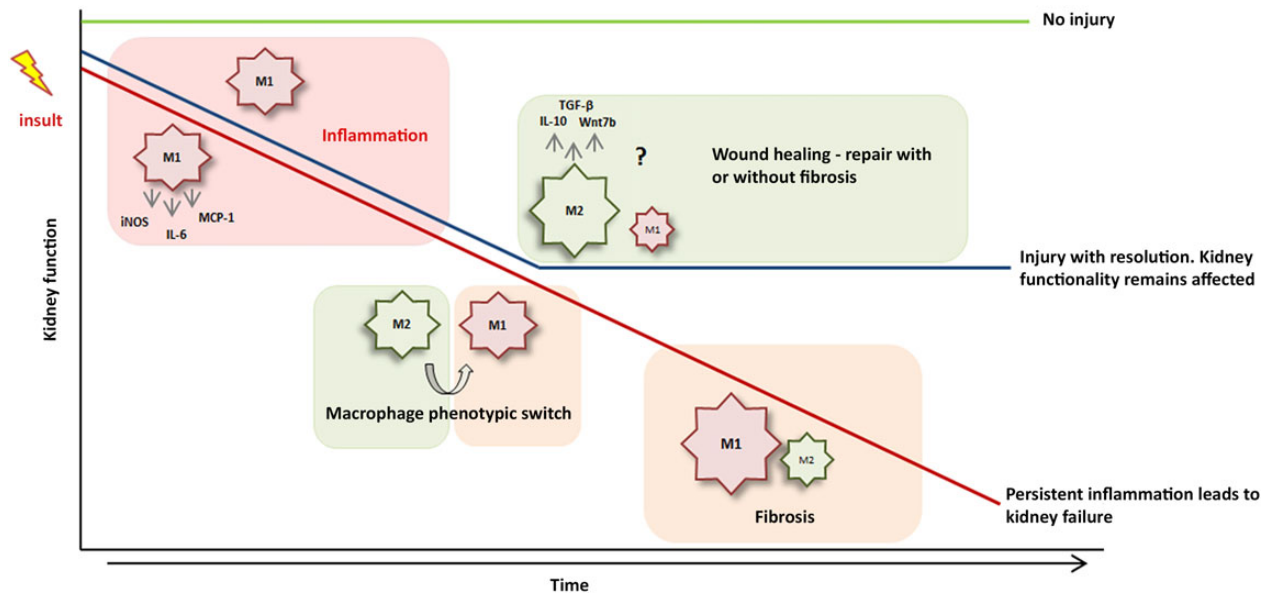 No injury
M1
insult
Inflammation
M1
iNOS
IL-6
MCP-1
TGF-β
IL-10
Wnt7b
?
Wound healing - repair with
or without fibrosis
M2
M1
Kidney function
Injury with resolution. Kidney
functionality remains affected
M2
M1
Macrophage phenotypic switch
M1
M2
Fibrosis
Persistent inflammation leads to
kidney failure
Time